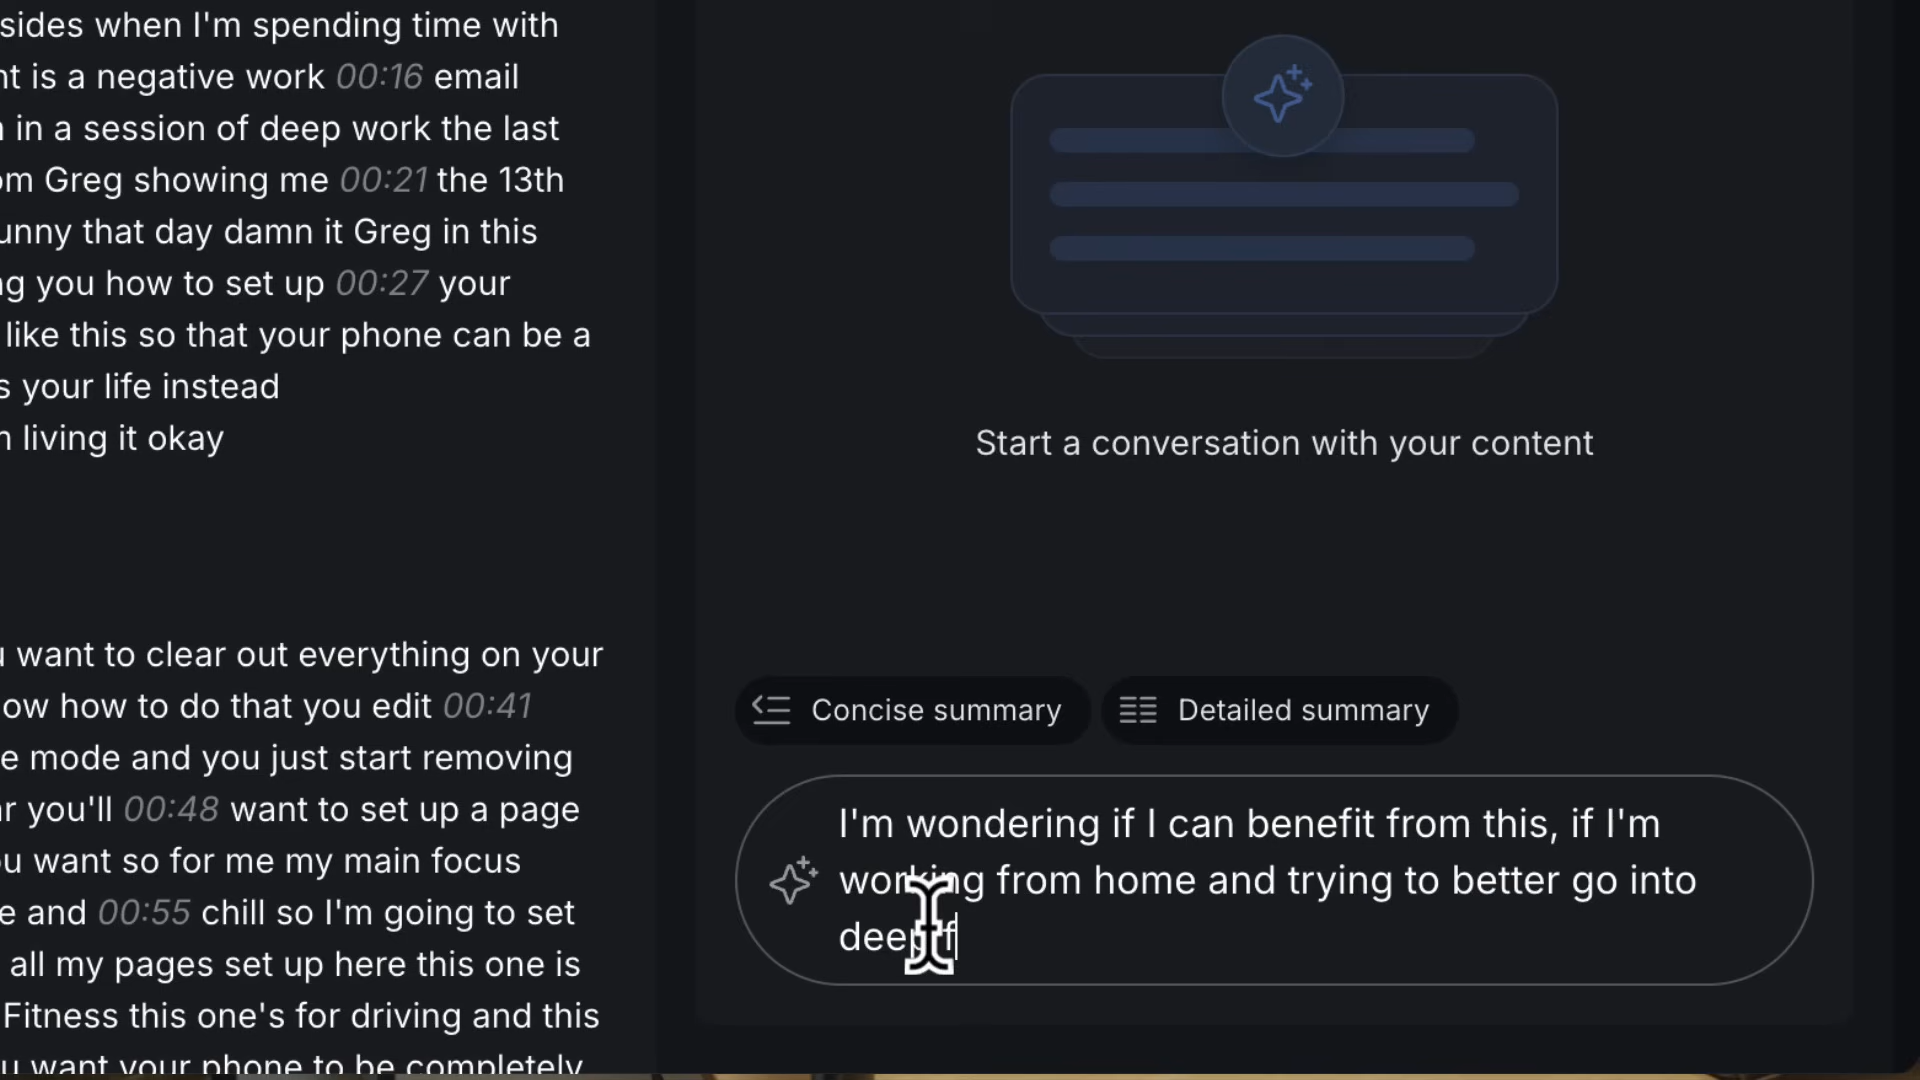 sides when I'm spending time with
is a negative work 00:16 email
in a session of deep work the last
Greg showing me 00:21 the 13th
that day damn it Greg in this
you how to set up 00:27 your
like this so that your phone can be a
your life instead
living it okay
want to clear out everything on your
how to do that you edit 00:41
mode and you just start removing
you'll 00:48 want to set up a page
want so for me my main focus
and 00:55 chill so I'm going to set
all my pages set up here this one is
Fitness this one's for driving and this
want your phone to be completely
Start a conversation with your content
Concise summary
Detailed summary
I'm wondering if I can benefit from this, if I'm
working from home and trying to better go into
deep f